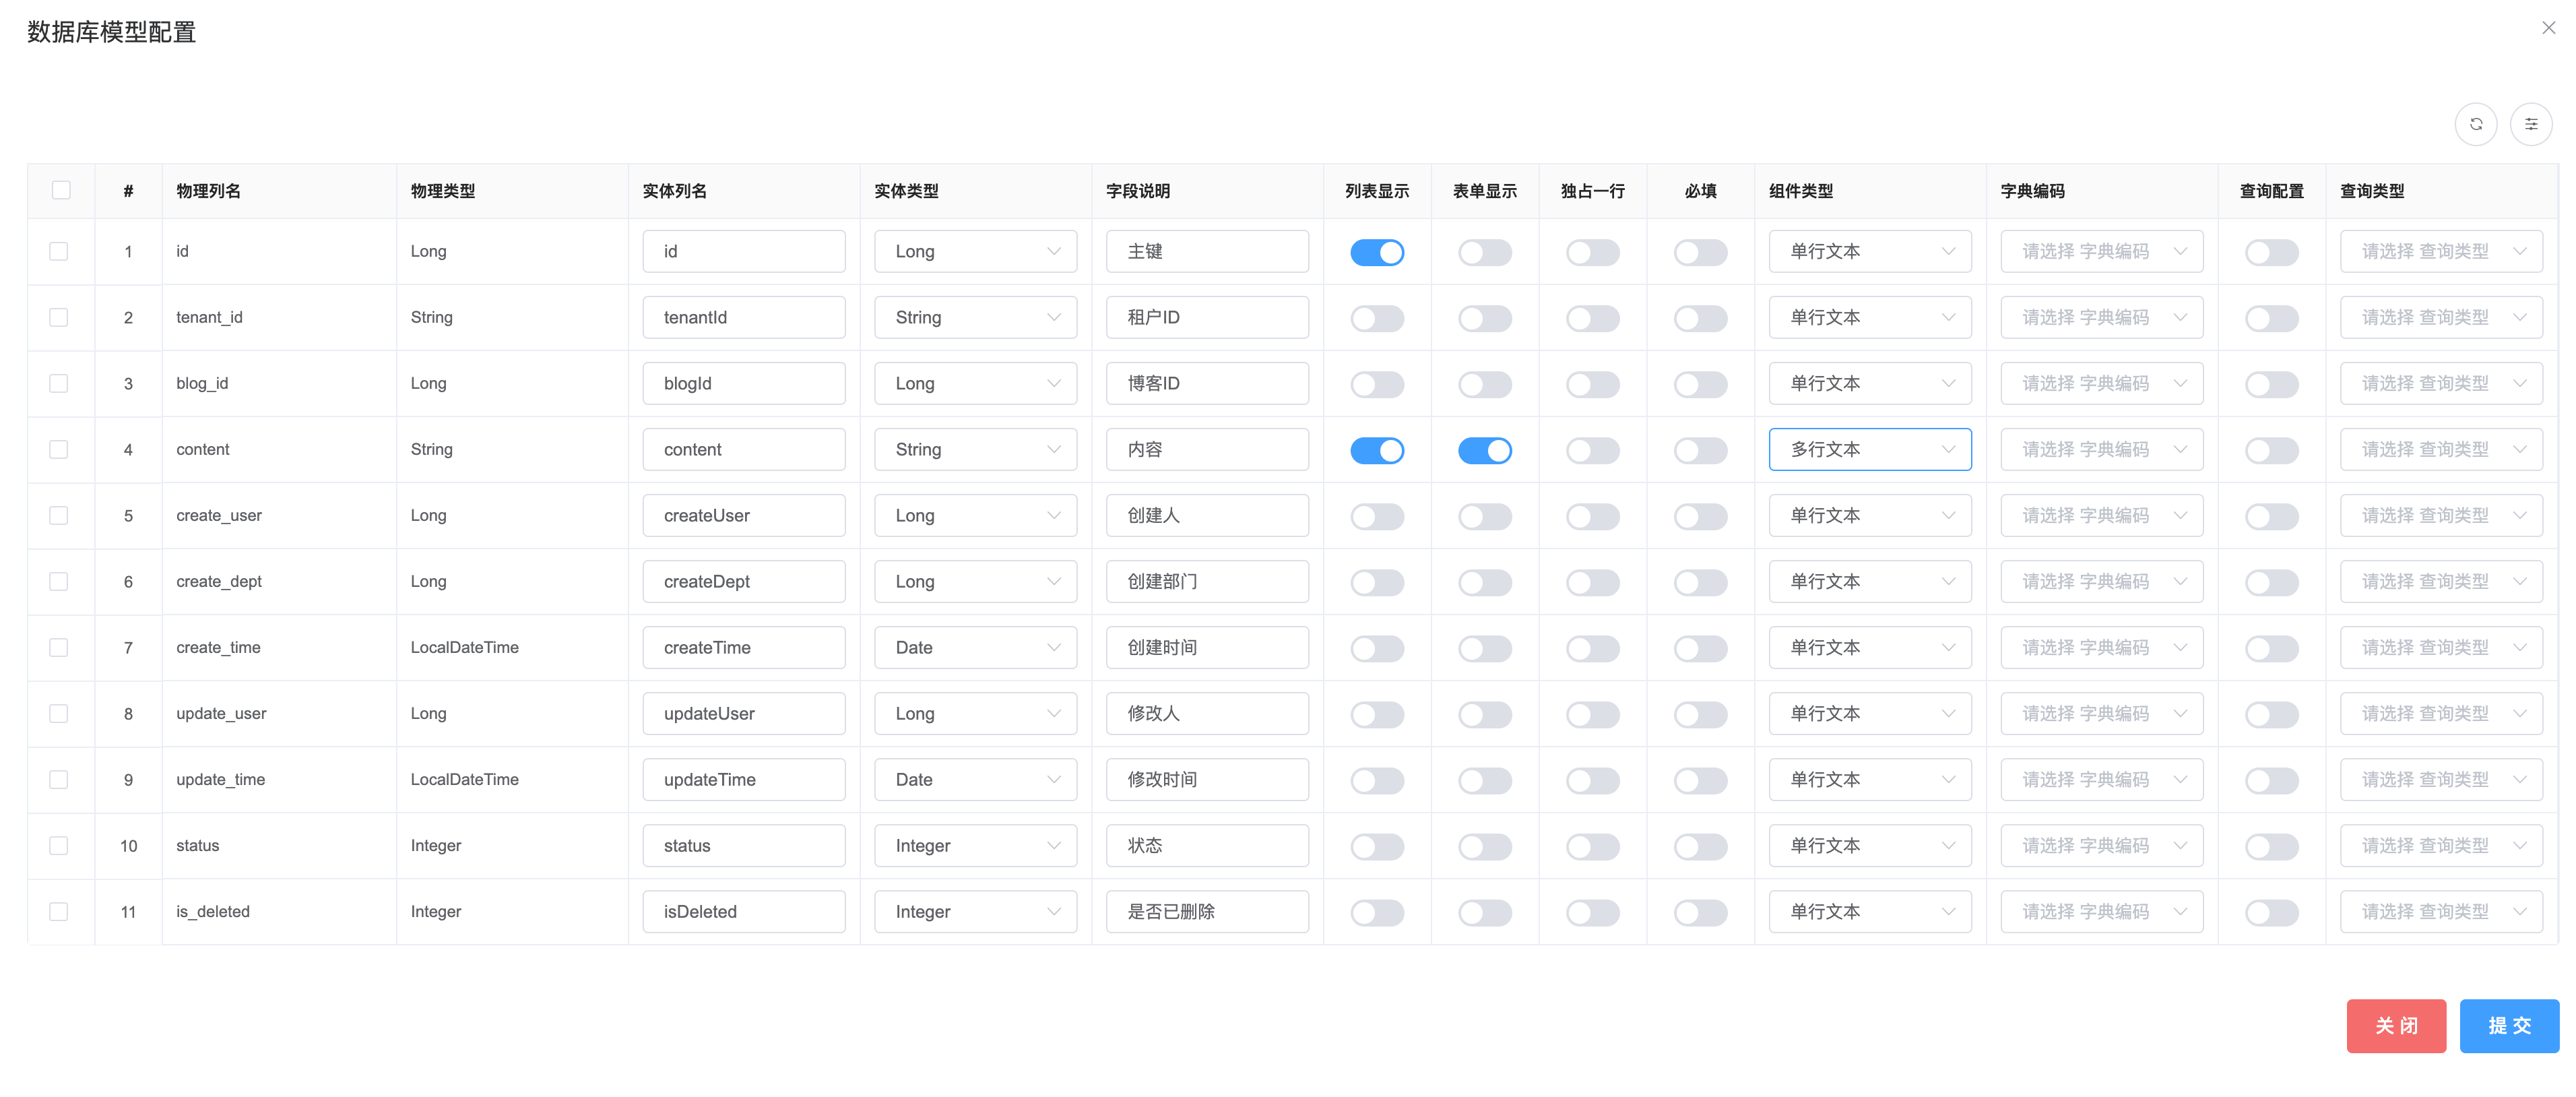 数据库模型配置
# 物理列名 物理类型 实体列名 实体类型 字段说明 列表显示 表单显示 独占一行 必填 组件类型 字典编码 查询配置 查询类型
1 id Long id Long 主键 单行文本 请选择 字典编码 请选择 查询类型
2 tenant_id String tenantId String 租户ID 单行文本 请选择 字典编码 请选择 查询类型
3 blog_id Long blogId Long 博客ID 单行文本 请选择 字典编码 请选择 查询类型
4 content String content String 内容 多行文本 请选择 字典编码 请选择 查询类型
5 create_user Long createUser Long 创建人 单行文本 请选择 字典编码 请选择 查询类型
6 create_dept Long createDept Long 创建部门 单行文本 请选择 字典编码 请选择 查询类型
7 create_time LocalDateTime createTime Date 创建时间 单行文本 请选择 字典编码 请选择 查询类型
8 update_user Long updateUser Long 修改人 单行文本 请选择 字典编码 请选择 查询类型
9 update_time LocalDateTime updateTime Date 修改时间 单行文本 请选择 字典编码 请选择 查询类型
10 status Integer status Integer 状态 单行文本 请选择 字典编码 请选择 查询类型
11 is_deleted Integer isDeleted Integer 是否已删除 单行文本 请选择 字典编码 请选择 查询类型
关 闭 提 交